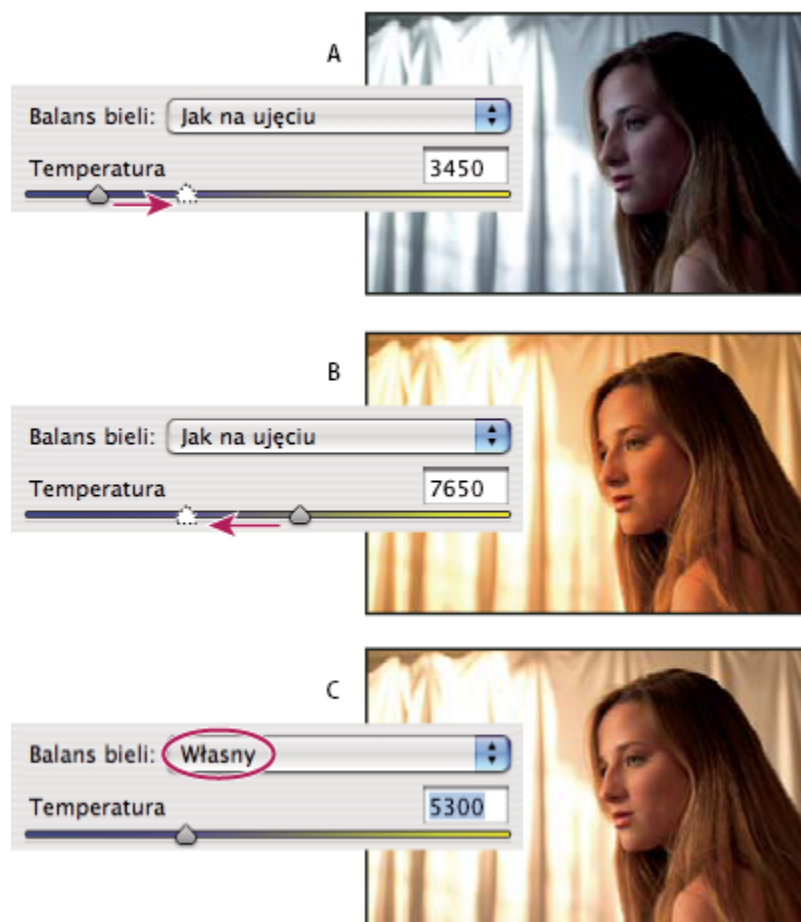 A
Balans bieli: Jak na ujęciu
Temperatura 3450
B
Balans bieli: Jak na ujęciu
Temperatura 7650
C
Balans bieli: Własny
Temperatura 5300